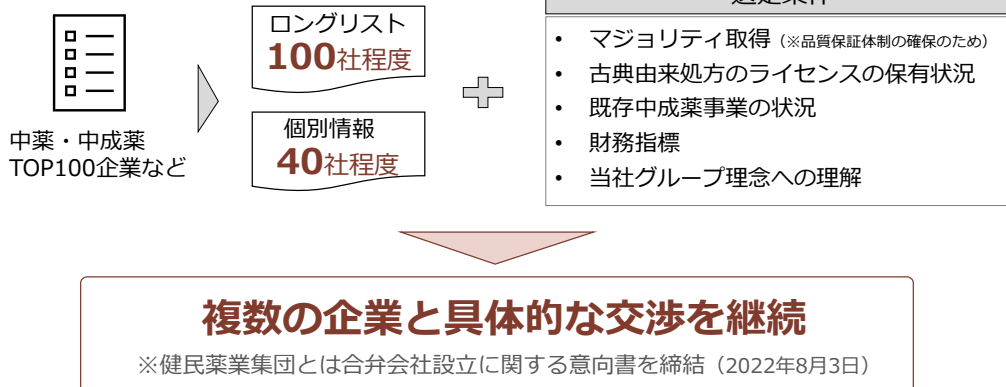 中薬・中成薬
TOP100企業など
ロングリスト
100社程度
個別情報
40社程度
• マジョリティ取得（※品質保証体制の確保のため）
• 古典由来処方のライセンスの保有状況
• 既存中成薬事業の状況
• 財務指標
• 当社グループ理念への理解
複数の企業と具体的な交渉を継続
※健民薬業集団とは合弁会社設立に関する意向書を締結（2022年8月3日）